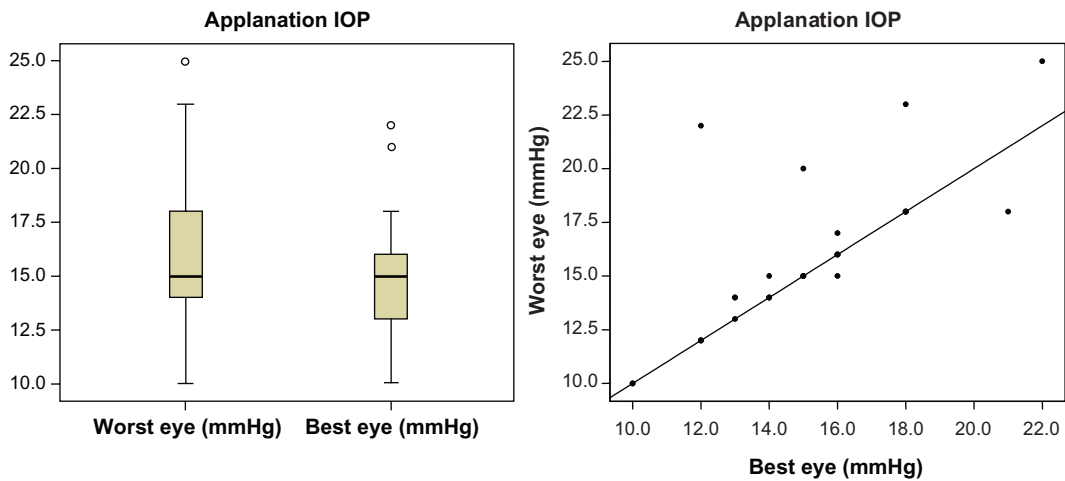 Applanation IOP
25.0
22.5
20.0
17.5
15.0
12.5
10.0
Worst eye (mmHg) Best eye (mmHg)
Applanation IOP
Worst eye (mmHg)
25.0
22.5
20.0
17.5
15.0
12.5
10.0
10.0 12.0 14.0 16.0 18.0 20.0 22.0
Best eye (mmHg)